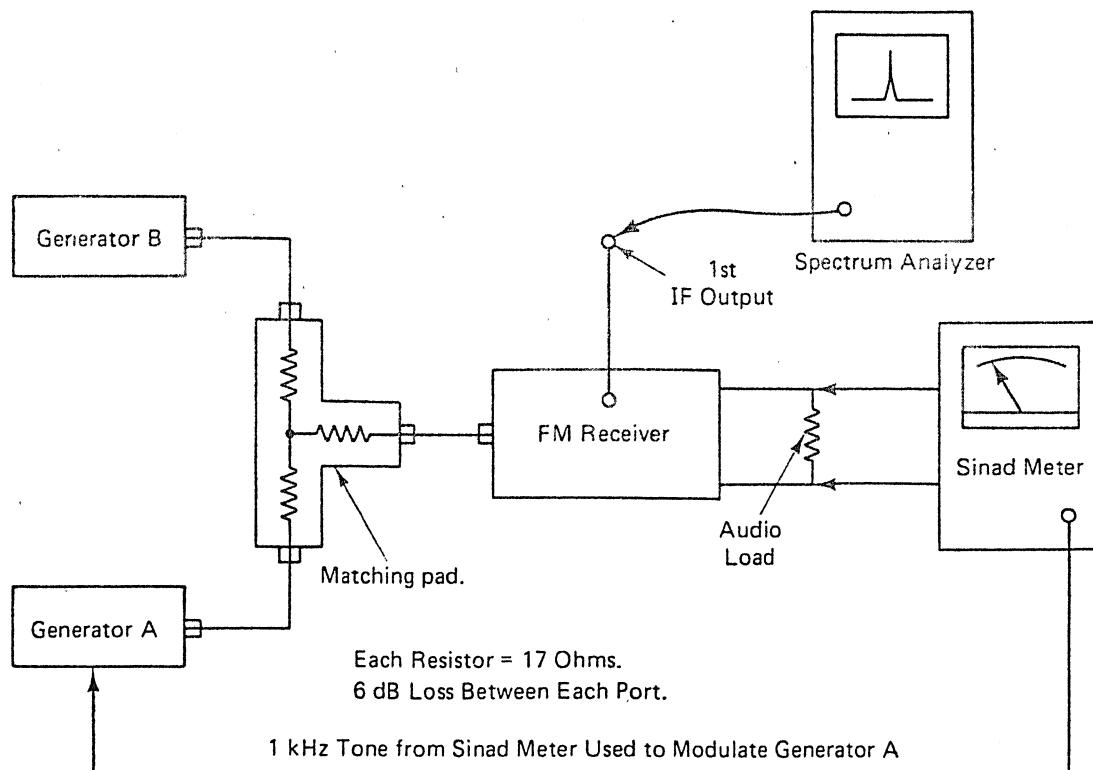 Generator B
1st
IF Output
Spectrum Analyzer
FM Receiver
Sinad Meter
Audio
Load
Matching pad.
Generator A
Each Resistor = 17 Ohms.
6 dB Loss Between Each Port.
1 kHz Tone from Sinad Meter Used to Modulate Generator A